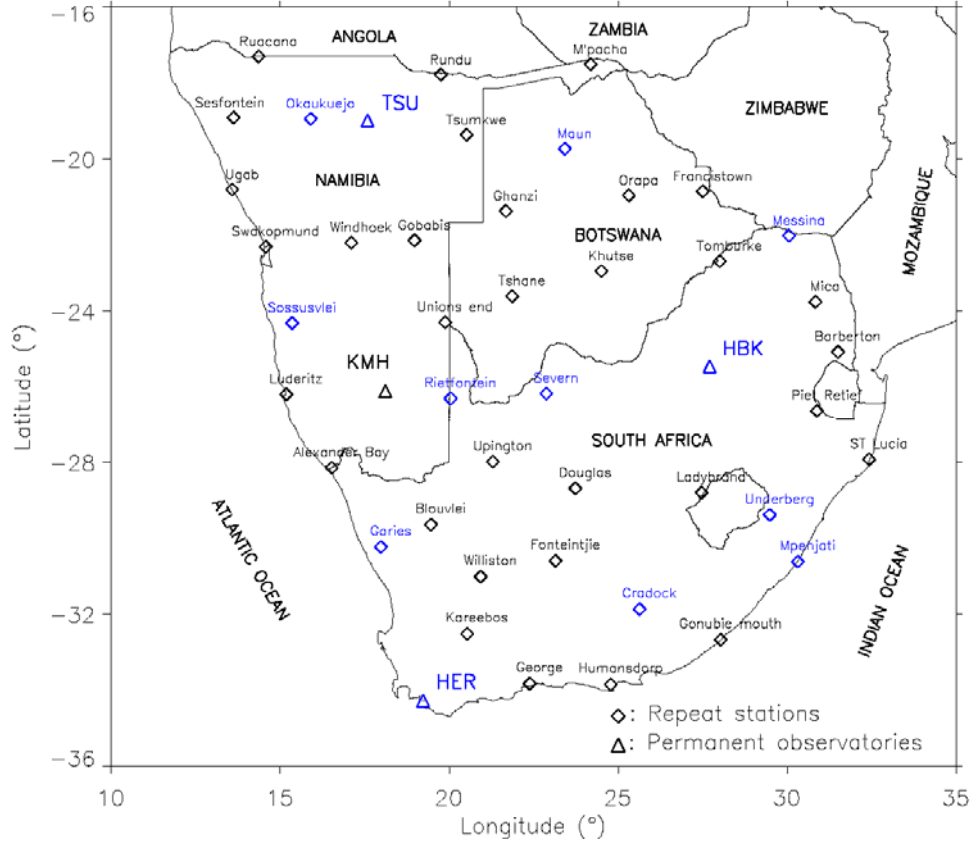 −16
ANGOLA
ZAMBIA
Ruacana
M'pacha
Rundu
Sesfontein
Okaukueja
TSU
Tsumkwe
ZIMBABWE
Maun
−20
Ugab
NAMIBIA
Ghanzi
Orapa
Francistown
MOZAMBIQUE
Swakopmund
Windhoek
Gobabis
BOTSWANA
Messina
Tomburke
Khutse
Tshane
Mica
Sossusvlei
Unions end
−24
Barberton
KMH
HBK
Luderitz
Rietfontein
Severn
Piet Retief
Latitude (°)
SOUTH AFRICA
Upington
ST Lucia
Alexander Bay
−28
Douglas
Ladybrand
Blouvlei
Underberg
ATLANTIC OCEAN
Garies
Fonteintjie
Mpenjati
Williston
INDIAN OCEAN
Cradock
−32
Kareebos
Gonubie mouth
George
Humansdorp
HER
: Repeat stations
: Permanent observatories
−36
10
15
20
25
30
35
Longitude (°)